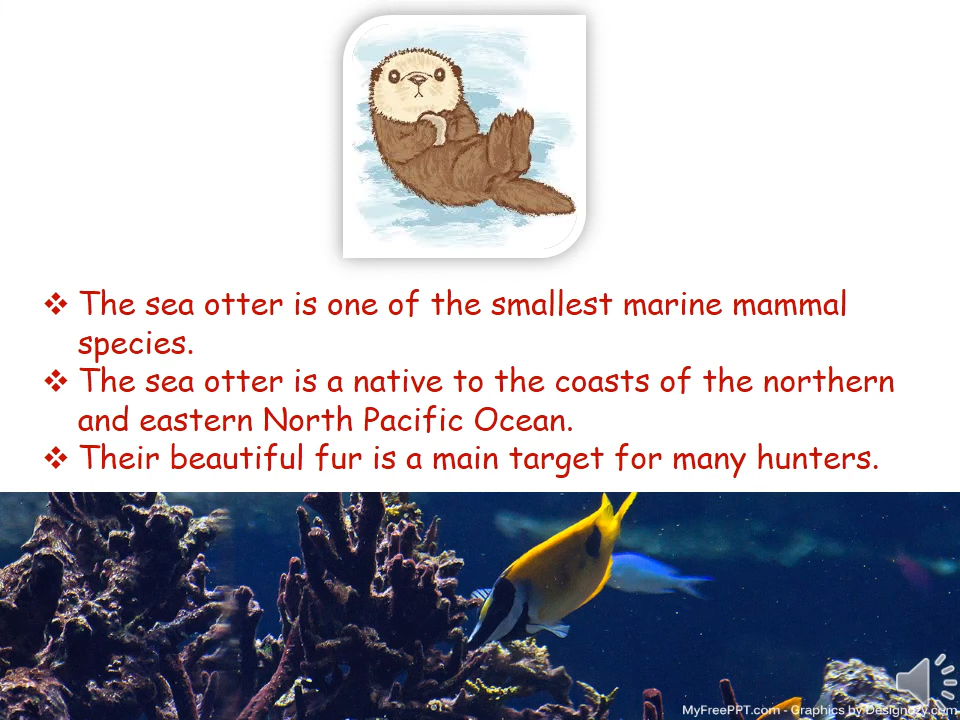 ❖ The sea otter is one of the smallest marine mammal
species.
❖ The sea otter is a native to the coasts of the northern
and eastern North Pacific Ocean.
❖ Their beautiful fur is a main target for many hunters.
MyFreePPT.com - Graphics by Designozy.com